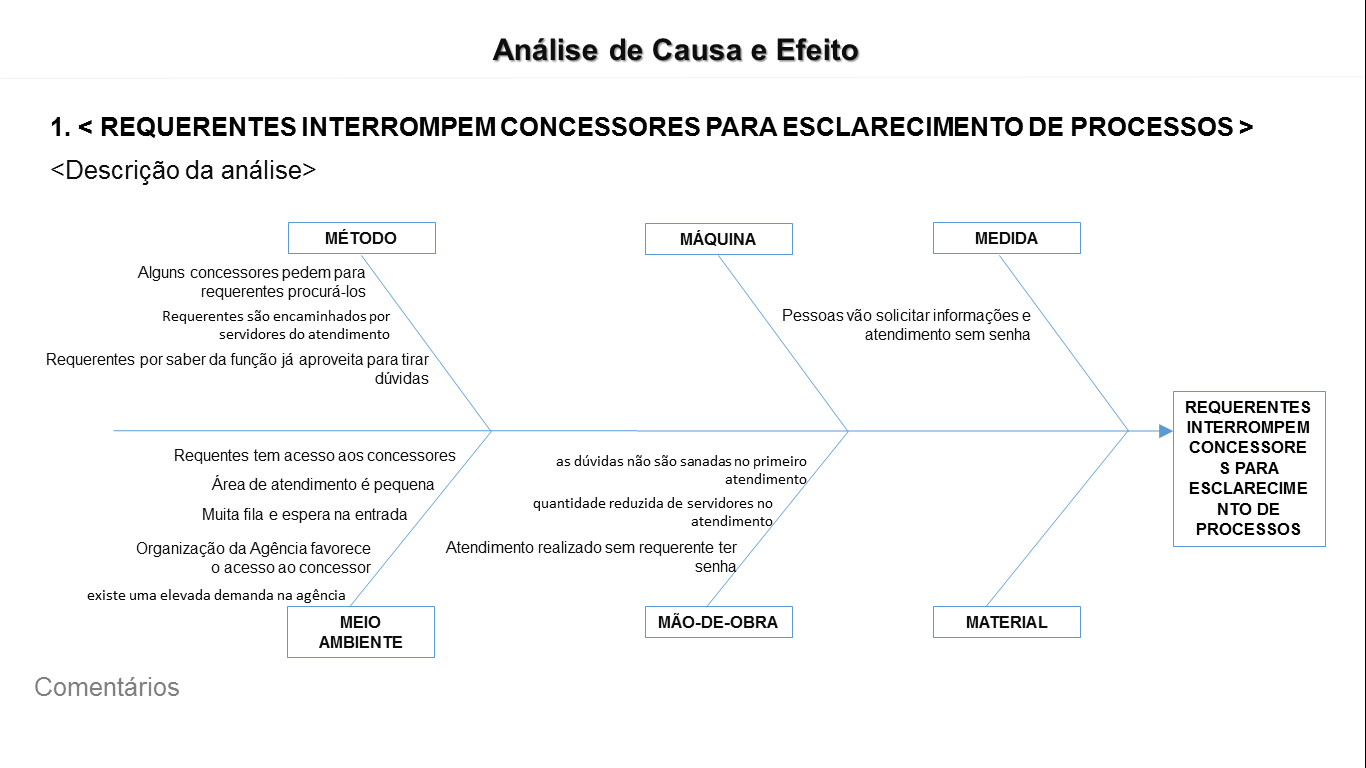 Análise de Causa e Efeito
1. < REQUERENTES INTERROMPEM CONCESSORES PARA ESCLARECIMENTO DE PROCESSOS >
<Descrição da análise>
MÉTODO
MÁQUINA
MEDIDA
Alguns concessores pedem para
requerentes procurá-los
Requerentes são encaminhados por
servidores do atendimento
Requerentes por saber da função já aproveita para tirar
dúvidas
Pessoas vão solicitar informações e
atendimento sem senha
REQUERENTES
INTERROMPEM
CONCESSORE
S PARA
ESCLARECIME
NTO DE
PROCESSOS
Requentes tem acesso aos concessores
Área de atendimento é pequena
Muita fila e espera na entrada
Organização da Agência favorece
o acesso ao concessor
existe uma elevada demanda na agência
as dúvidas não são sanadas no primeiro
atendimento
quantidade reduzida de servidores no
atendimento
Atendimento realizado sem requerente ter
senha
MEIO
AMBIENTE
MÃO-DE-OBRA
MATERIAL
Comentários